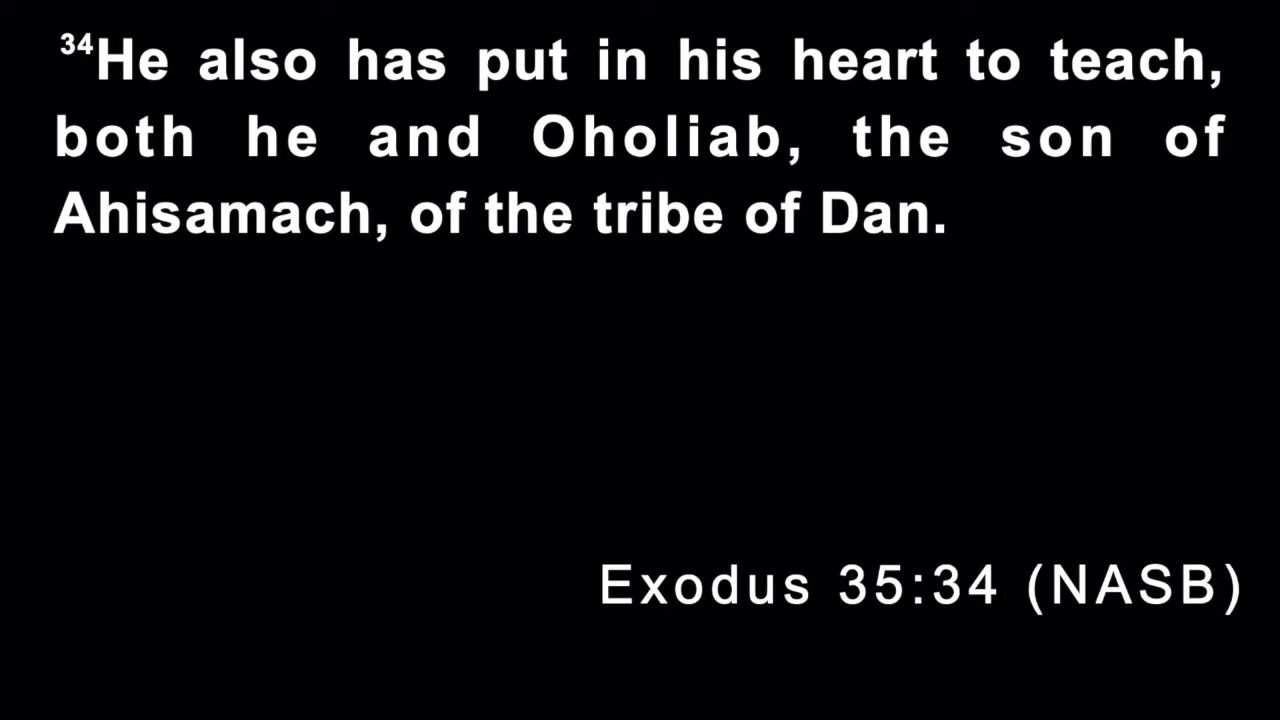 34He also has put in his heart to teach,
both he and Oholiab, the son of
Ahisamach, of the tribe of Dan.
Exodus 35:34 (NASB)